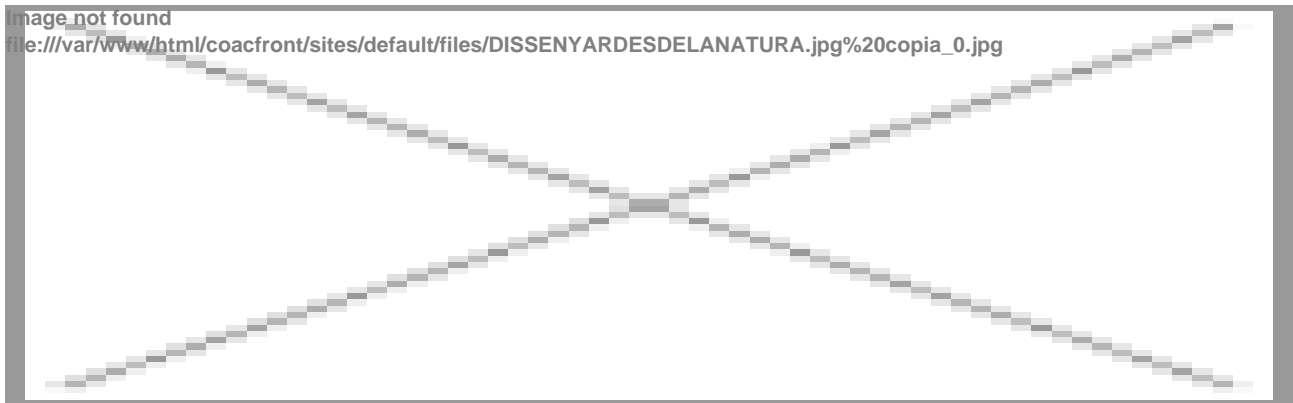 Image not found
file:///var/www/html/coacfront/sites/default/files/DISSENYARDESDELANATURA.jpg%20copia_0.jpg